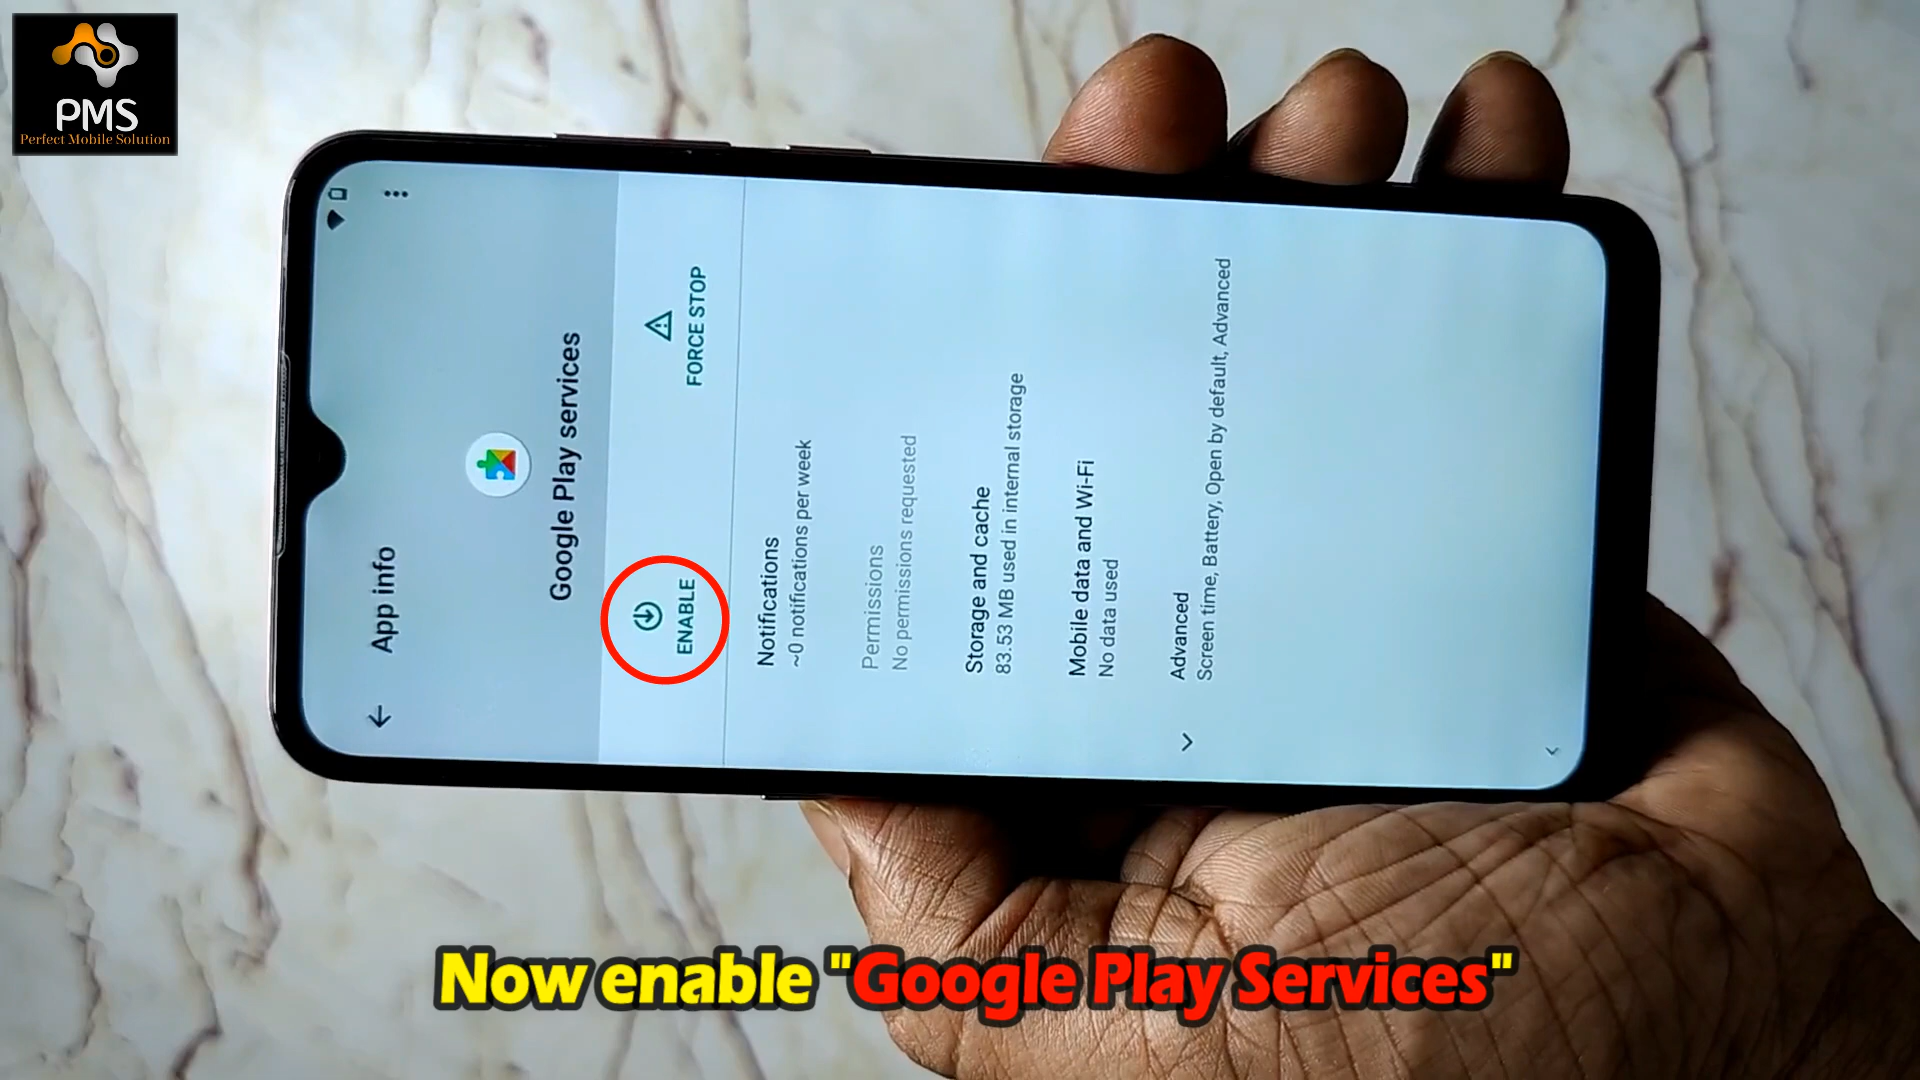 PMS
Perfect Mobile Solution
App info
Google Play services
ENABLE
FORCE STOP
Notifications
~0 notifications per week
Permissions
No permissions requested
Storage and cache
83.53 MB used in internal storage
Mobile data and Wi-Fi
No data used
Advanced
Screen time, Battery, Open by default, Advanced
Now enable "Google Play Services"